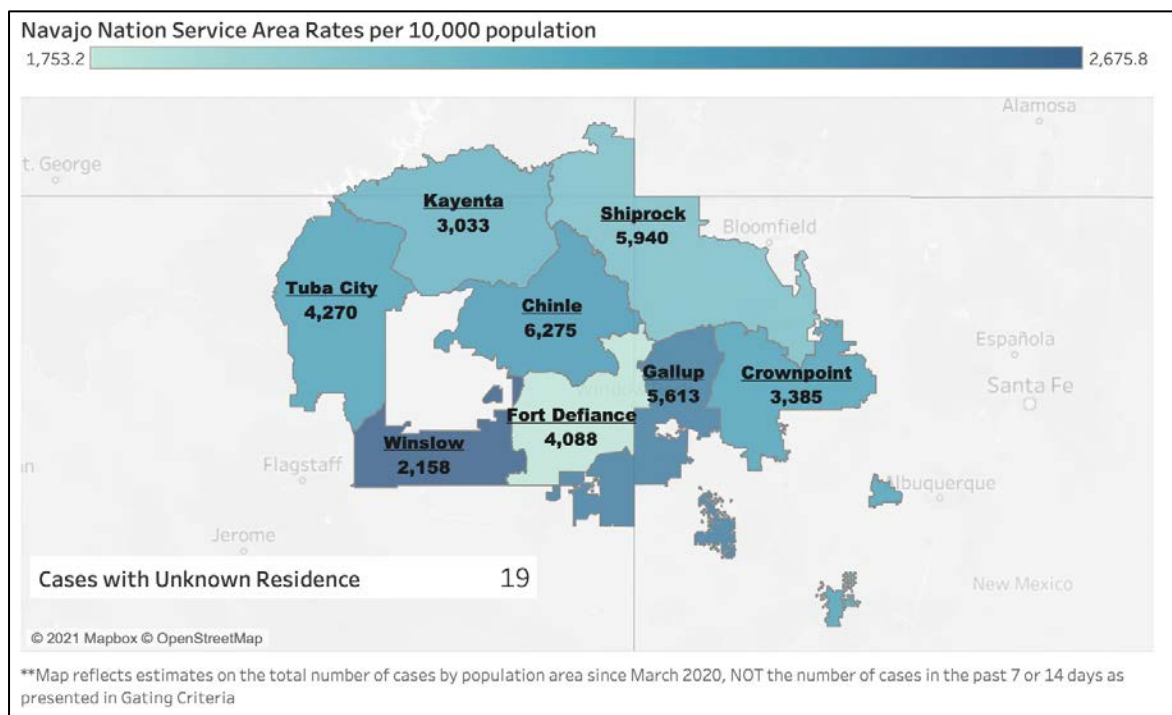 Navajo Nation Service Area Rates per 10,000 population
1,753.2
2,675.8
Alamosa
t. George
Kayenta
3,033
Shiprock
5,940
Bloomfield
Tuba City
4,270
Chinle
6,275
Española
Gallup
5,613
Crownpoint
3,385
Santa Fe
Fort Defiance
4,088
Winslow
2,158
Flagstaff
Albuquerque
Jerome
Cases with Unknown Residence 19
New Mexico
© 2021 Mapbox © OpenStreetMap
**Map reflects estimates on the total number of cases by population area since March 2020, NOT the number of cases in the past 7 or 14 days as
presented in Gating Criteria